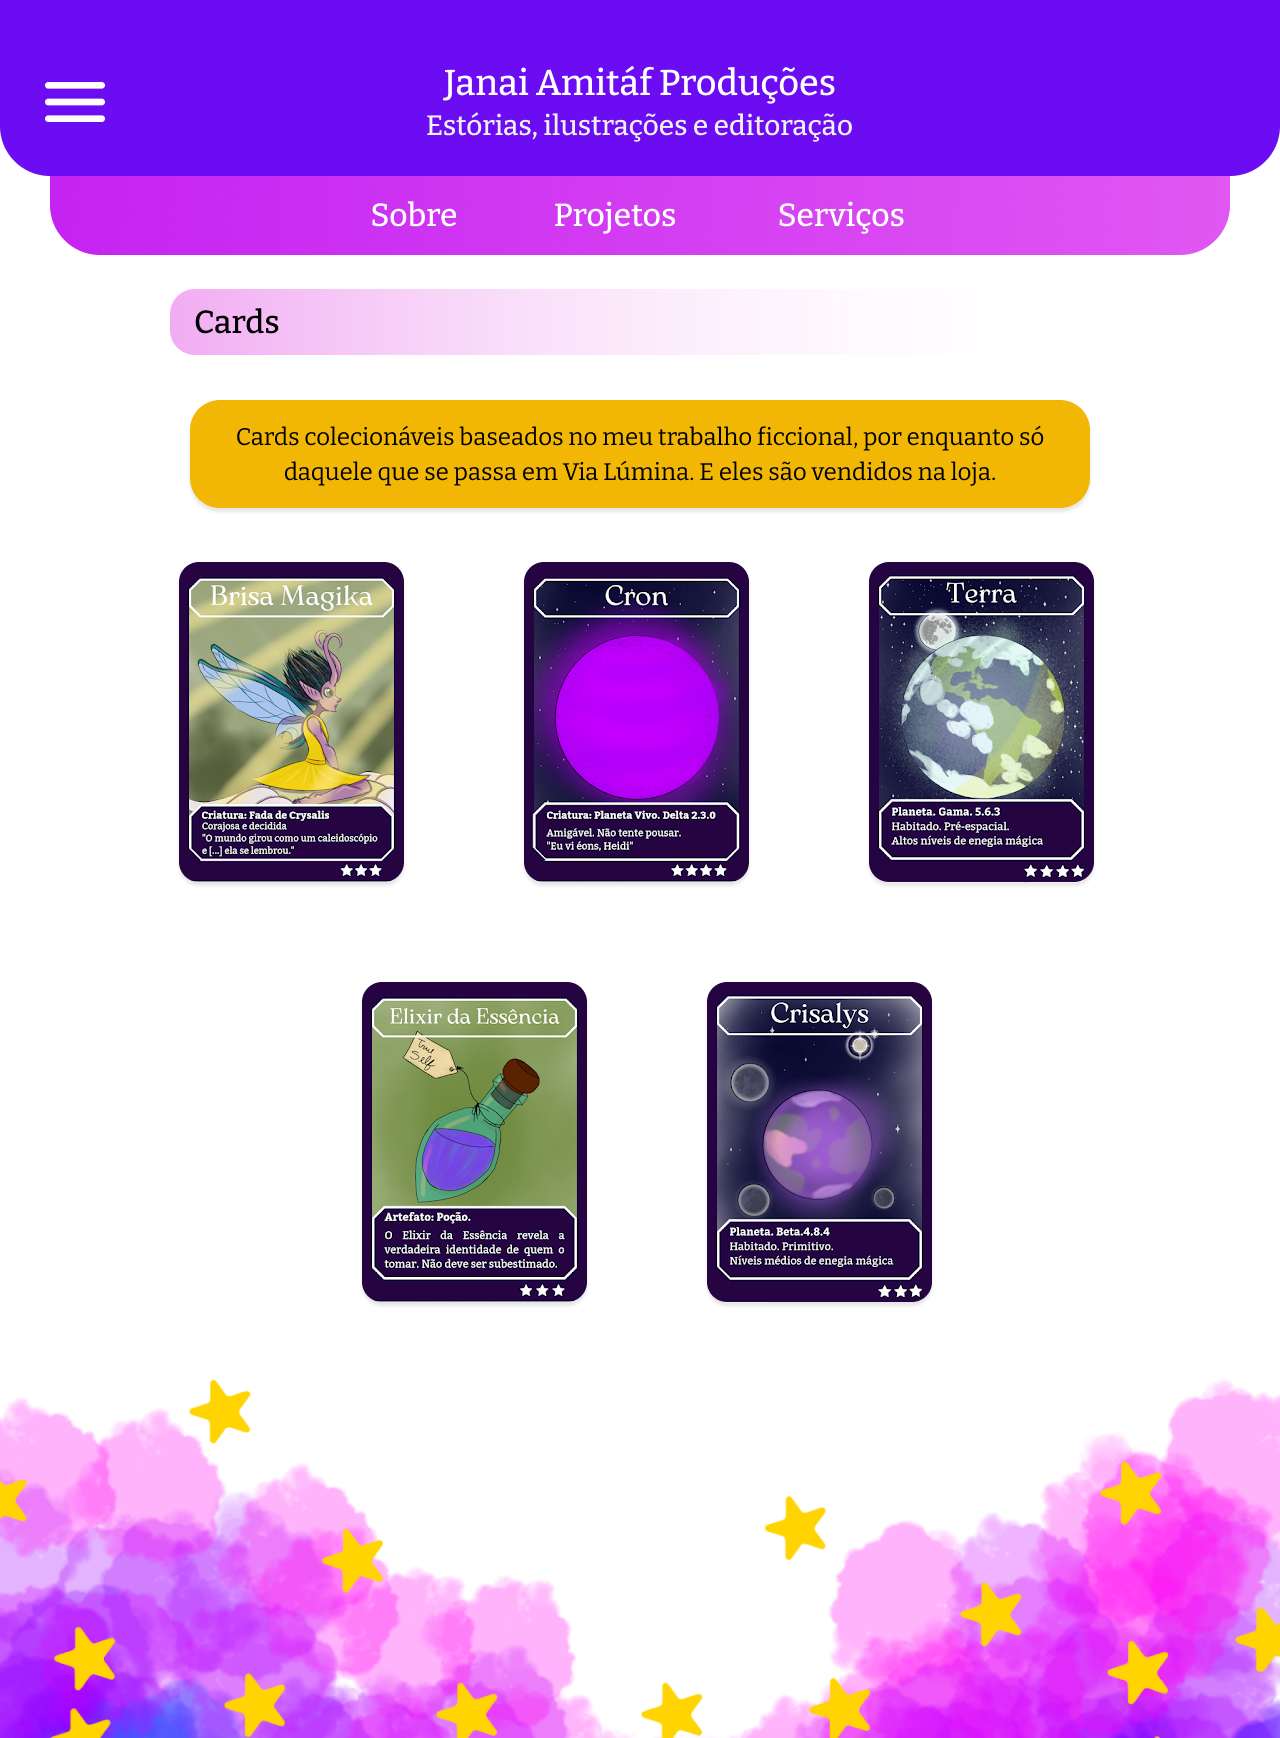 Janai Amitáf Produções
Estórias, ilustrações e editoração
Sobre
Projetos
Serviços
Cards
Cards colecionáveis baseados no meu trabalho ficcional, por enquanto só
daquele que se passa em Via Lúmina. E eles são vendidos na loja.
Brisa Magika
Criatura: Fada de Crysalis
Corajosa e decidida
"O mundo girou como um caleidoscópio
e [...] ela se lembrou."
Cron
Criatura: Planeta Vivo. Delta 2.3.0
Amigável. Não tente pousar.
"Eu vi éons, Heidi"
Terra
Planeta. Gama. 5.6.3
Habitado. Pré-espacial.
Altos níveis de enegia mágica
Elixir da Essência
True
Self
Artefato: Poção.
O Elixir da Essência revela a
verdadeira identidade de quem o
tomar. Não deve ser subestimado.
Crisalys
Planeta. Beta.4.8.4
Habitado. Primitivo.
Níveis médios de enegia mágica